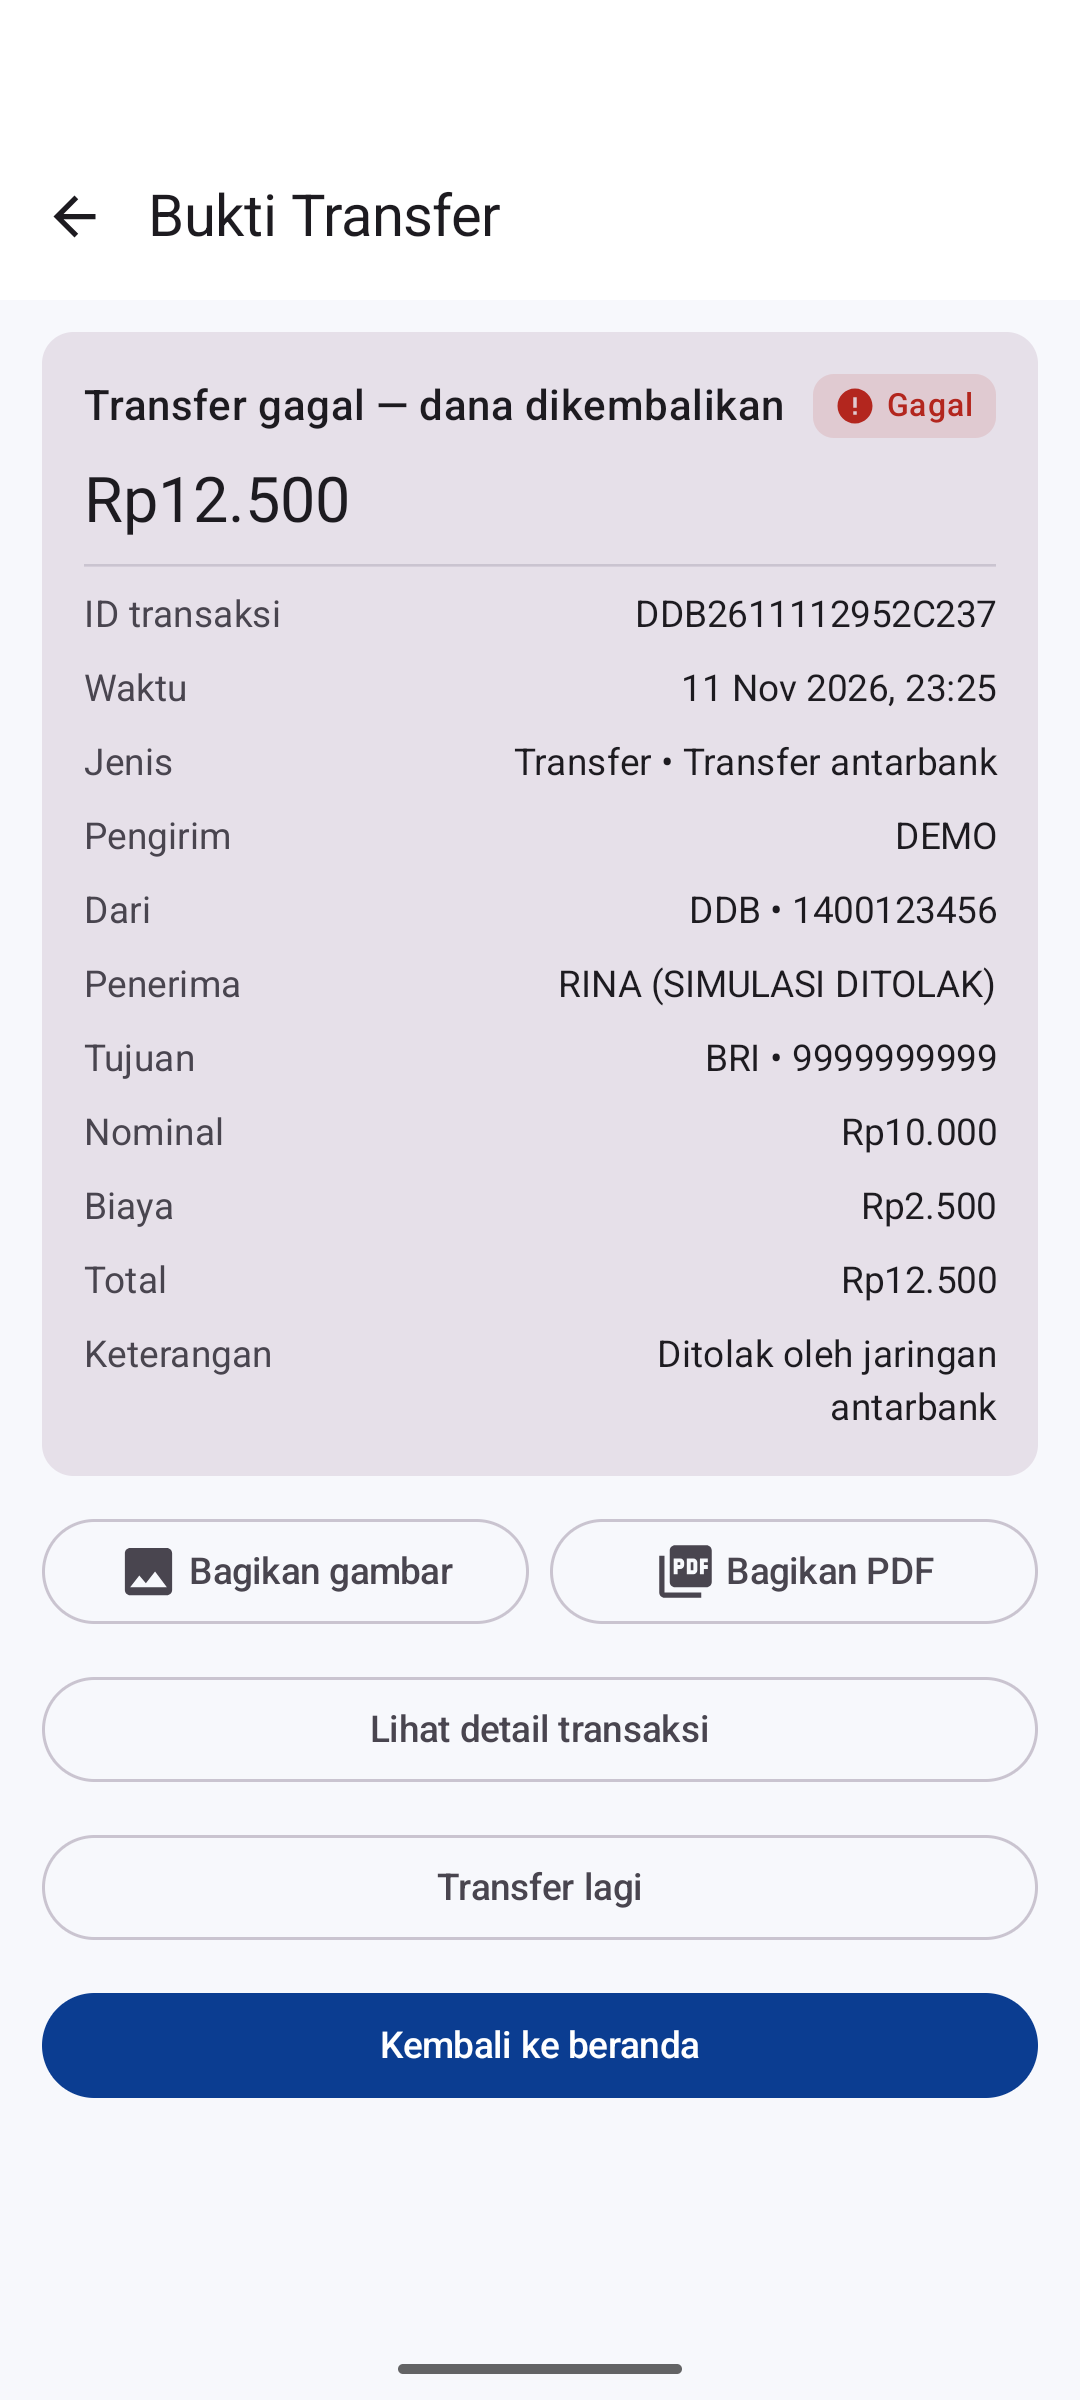 Bukti Transfer
Transfer gagal — dana dikembalikan
Gagal
Rp12.500
ID transaksi DDB2611112952C237
Waktu 11 Nov 2026, 23:25
Jenis Transfer • Transfer antarbank
Pengirim DEMO
Dari DDB • 1400123456
Penerima RINA (SIMULASI DITOLAK)
Tujuan BRI • 9999999999
Nominal Rp10.000
Biaya Rp2.500
Total Rp12.500
Keterangan Ditolak oleh jaringan
antarbank
Bagikan gambar
PDF Bagikan PDF
Lihat detail transaksi
Transfer lagi
Kembali ke beranda